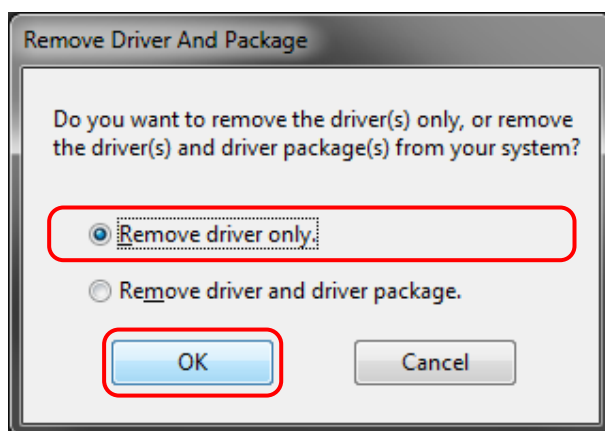 Remove Driver And Package
Do you want to remove the driver(s) only, or remove
the driver(s) and driver package(s) from your system?
Remove driver only.
Remove driver and driver package.
OK
Cancel